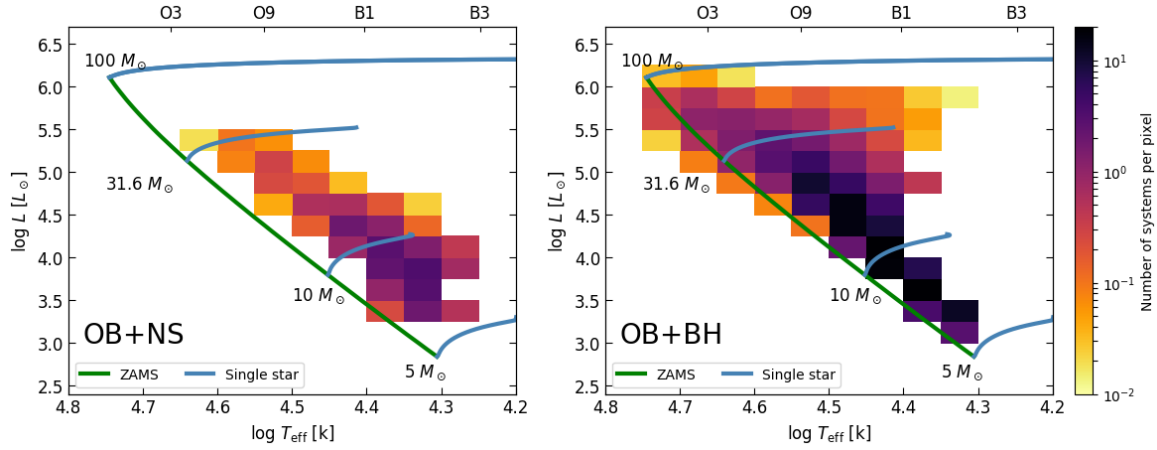 O3 O9 B1 B3
6.5
6.0
5.5
5.0
4.5
4.0
3.5
3.0
2.5
log L [L⊙]
100 M⊙
31.6 M⊙
10 M⊙
5 M⊙
OB+NS
ZAMS Single star
4.8 4.7 4.6 4.5 4.4 4.3 4.2
log Teff [k]
O3 O9 B1 B3
6.5
6.0
5.5
5.0
4.5
4.0
3.5
3.0
2.5
log L [L⊙]
100 M⊙
31.6 M⊙
10 M⊙
5 M⊙
OB+BH
ZAMS Single star
4.8 4.7 4.6 4.5 4.4 4.3 4.2
log Teff [k]
10¹
10⁰
10⁻¹
10⁻²
Number of systems per pixel